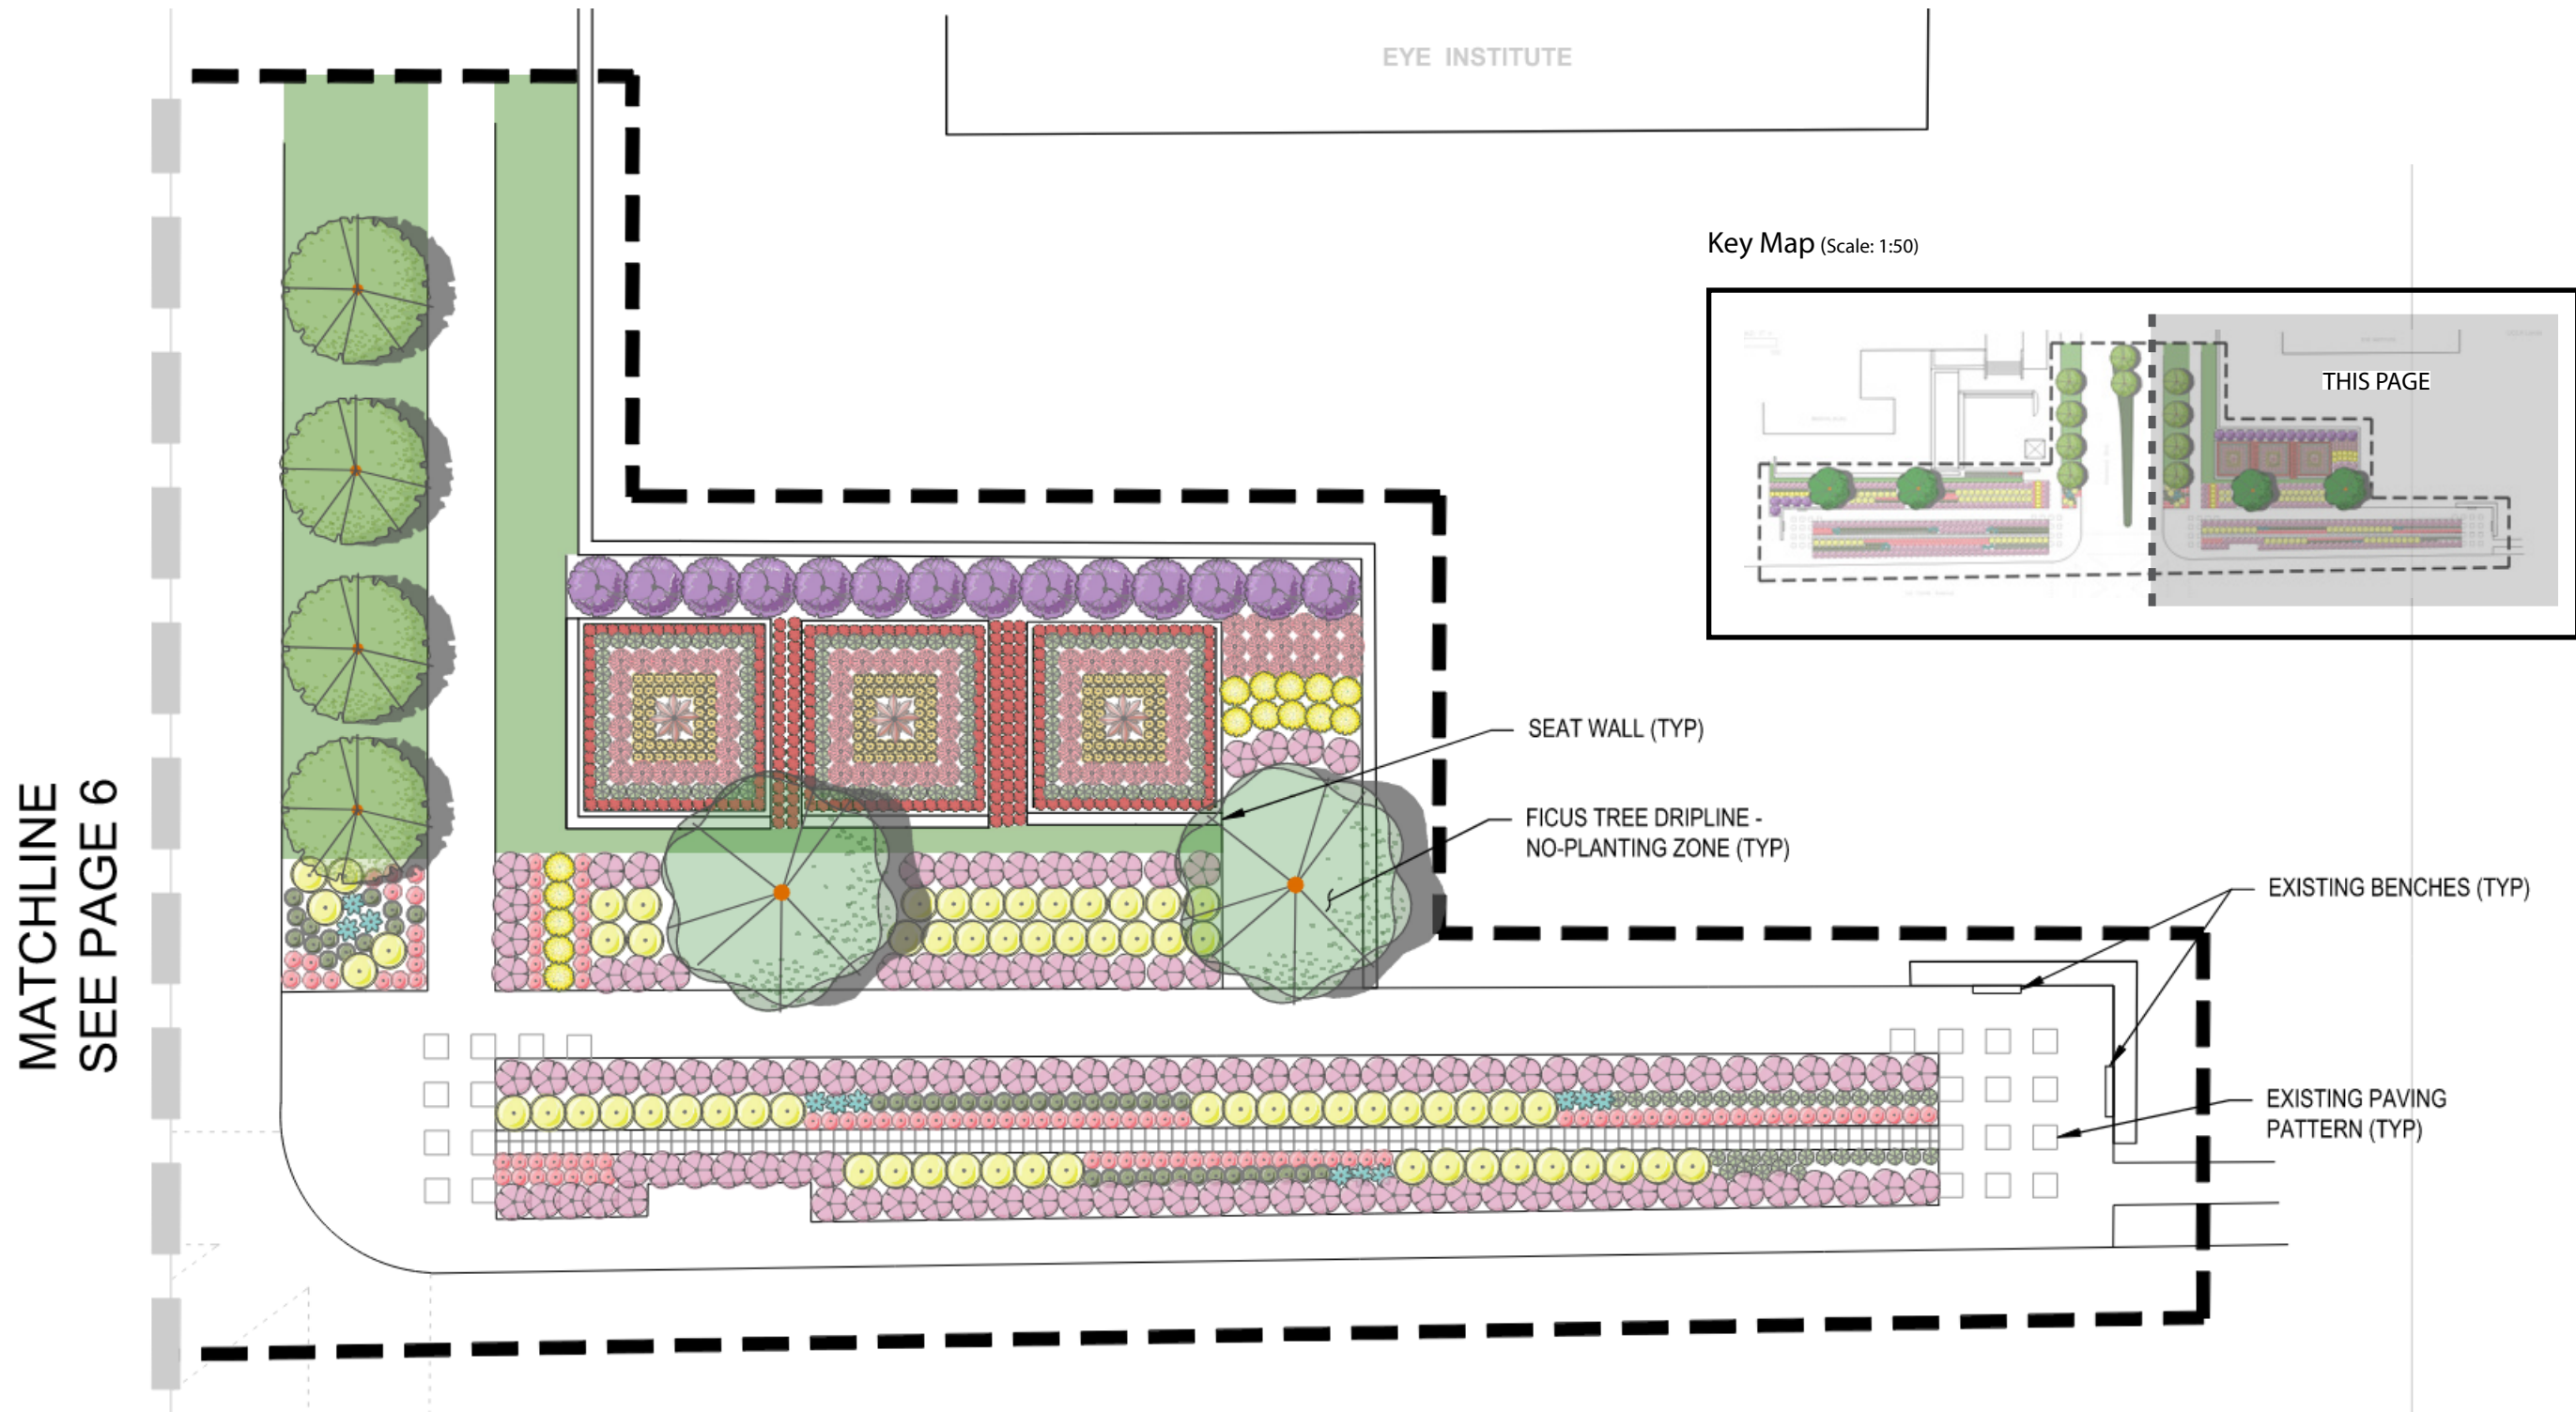 EYE INSTITUTE
Key Map (Scale: 1:50)
THIS PAGE
SEAT WALL (TYP)
FICUS TREE DRIPLINE -
NO-PLANTING ZONE (TYP)
EXISTING BENCHES (TYP)
EXISTING PAVING
PATTERN (TYP)
MATCHLINE
SEE PAGE 6